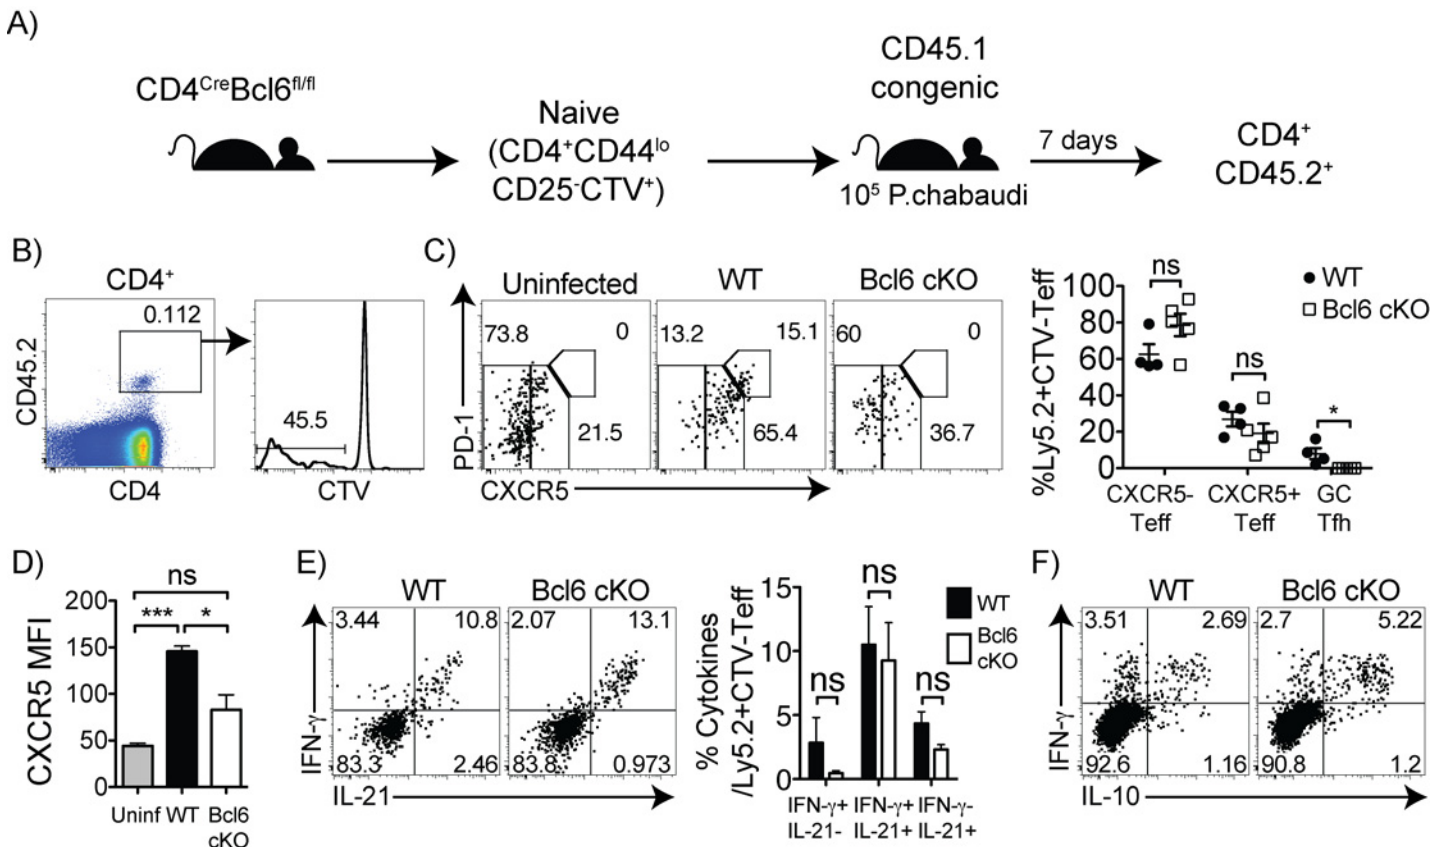 A)
CD4CreBcl6fl/fl
Naive
(CD4+CD44lo
CD25-CTV+)
CD45.1
congenic
10⁵ P.chabaudi
7 days
CD4+
CD45.2+
B)
CD4+
0.112
CD45.2
CD4
45.5
CTV
C)
Uninfected
WT
Bcl6 cKO
73.8
0
21.5
13.2
15.1
65.4
60
0
36.7
PD-1
CXCR5
%Ly5.2+CTV-Teff
100
80
60
40
20
0
ns
ns
*
WT
Bcl6 cKO
CXCR5-
Teff
CXCR5+
Teff
GC
Tfh
D)
CXCR5 MFI
200
150
100
50
0
ns
***
*
Uninf
WT
Bcl6
cKO
E)
WT
Bcl6 cKO
3.44
10.8
83.3
2.46
2.07
13.1
83.8
0.973
IFN-γ
IL-21
% Cytokines
/Ly5.2+CTV-Teff
15
10
5
0
ns
ns
ns
WT
Bcl6
cKO
IFN-γ+
IL-21-
IFN-γ+
IL-21+
IFN-γ-
IL-21+
F)
WT
Bcl6 cKO
3.51
2.69
92.6
1.16
2.7
5.22
90.8
1.2
IFN-γ
IL-10